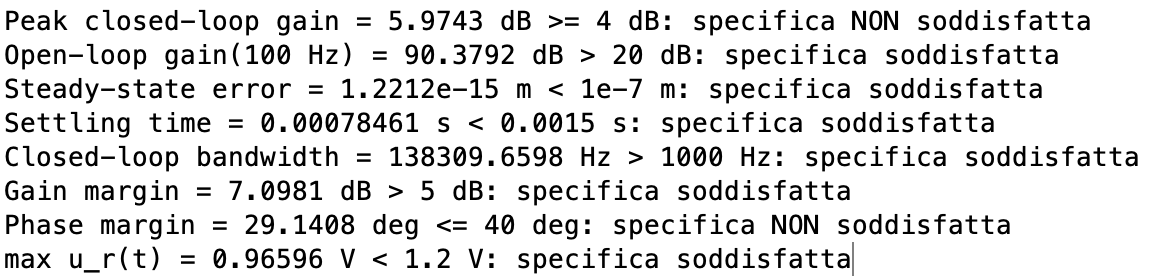 Peak closed-loop gain = 5.9743 dB >= 4 dB: specifica NON soddisfatta
Open-loop gain(100 Hz) = 90.3792 dB > 20 dB: specifica soddisfatta
Steady-state error = 1.2212e-15 m < 1e-7 m: specifica soddisfatta
Settling time = 0.00078461 s < 0.0015 s: specifica soddisfatta
Closed-loop bandwidth = 138309.6598 Hz > 1000 Hz: specifica soddisfatta
Gain margin = 7.0981 dB > 5 dB: specifica soddisfatta
Phase margin = 29.1408 deg <= 40 deg: specifica NON soddisfatta
max u_r(t) = 0.96596 V < 1.2 V: specifica soddisfatta